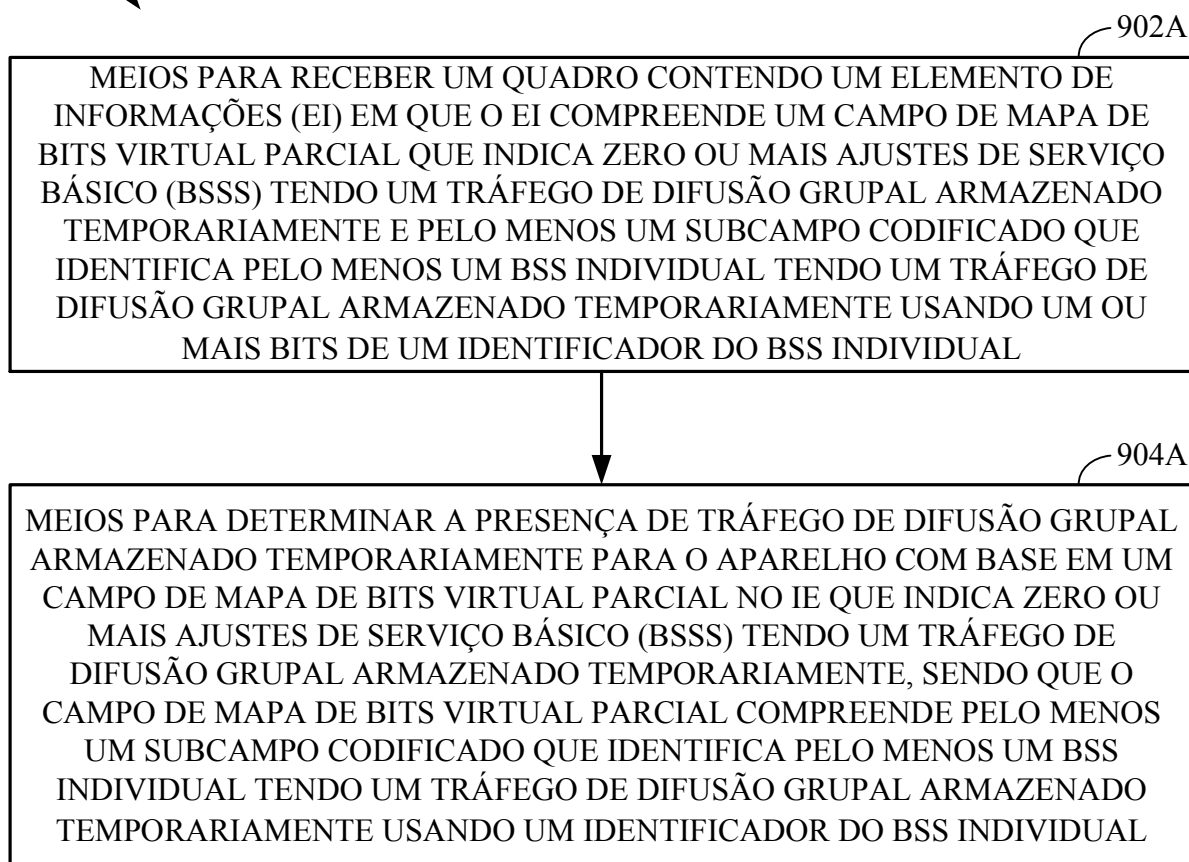 902A
MEIOS PARA RECEBER UM QUADRO CONTENDO UM ELEMENTO DE
INFORMAÇÕES (EI) EM QUE O EI COMPREENDE UM CAMPO DE MAPA DE
BITS VIRTUAL PARCIAL QUE INDICA ZERO OU MAIS AJUSTES DE SERVIÇO
BÁSICO (BSSS) TENDO UM TRÁFEGO DE DIFUSÃO GRUPAL ARMAZENADO
TEMPORARIAMENTE E PELO MENOS UM SUBCAMPO CODIFICADO QUE
IDENTIFICA PELO MENOS UM BSS INDIVIDUAL TENDO UM TRÁFEGO DE
DIFUSÃO GRUPAL ARMAZENADO TEMPORARIAMENTE USANDO UM OU
MAIS BITS DE UM IDENTIFICADOR DO BSS INDIVIDUAL
904A
MEIOS PARA DETERMINAR A PRESENÇA DE TRÁFEGO DE DIFUSÃO GRUPAL
ARMAZENADO TEMPORARIAMENTE PARA O APARELHO COM BASE EM UM
CAMPO DE MAPA DE BITS VIRTUAL PARCIAL NO IE QUE INDICA ZERO OU
MAIS AJUSTES DE SERVIÇO BÁSICO (BSSS) TENDO UM TRÁFEGO DE
DIFUSÃO GRUPAL ARMAZENADO TEMPORARIAMENTE, SENDO QUE O
CAMPO DE MAPA DE BITS VIRTUAL PARCIAL COMPREENDE PELO MENOS
UM SUBCAMPO CODIFICADO QUE IDENTIFICA PELO MENOS UM BSS
INDIVIDUAL TENDO UM TRÁFEGO DE DIFUSÃO GRUPAL ARMAZENADO
TEMPORARIAMENTE USANDO UM IDENTIFICADOR DO BSS INDIVIDUAL